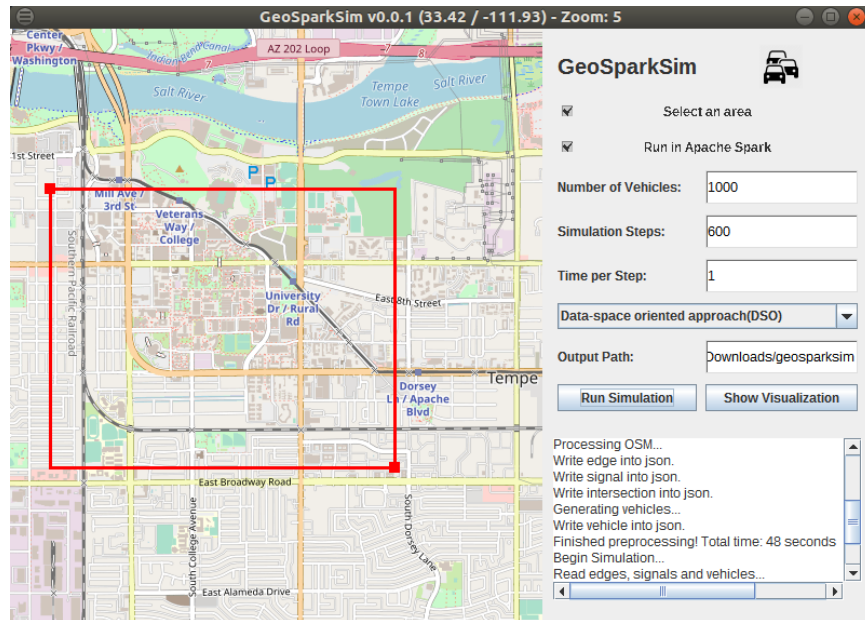 GeoSparkSim v0.0.1 (33.42 / -111.93) - Zoom: 5
Center
Pkwy /
Washington
Indian Bend Canal
AZ 202 Loop
7
8
7
8
Salt River
Tempe
Town Lake
Salt River
1st Street
P
P
Mill Ave /
3rd St
Veterans
Way /
College
Southern Pacific Railroad
University
Dr / Rural
Rd
East 8th Street
Tempe
Dorsey
Ln / Apache
Blvd
East Broadway Road
South College Avenue
South Dorsey Lane
East Alameda Drive
GeoSparkSim
Select an area
Run in Apache Spark
Number of Vehicles:
1000
Simulation Steps:
600
Time per Step:
1
Data-space oriented approach(DSO)
Output Path:
Downloads/geosparksim
Run Simulation
Show Visualization
Processing OSM...
Write edge into json.
Write signal into json.
Write intersection into json.
Generating vehicles...
Write vehicle into json.
Finished preprocessing! Total time: 48 seconds
Begin Simulation...
Read edges, signals and vehicles...